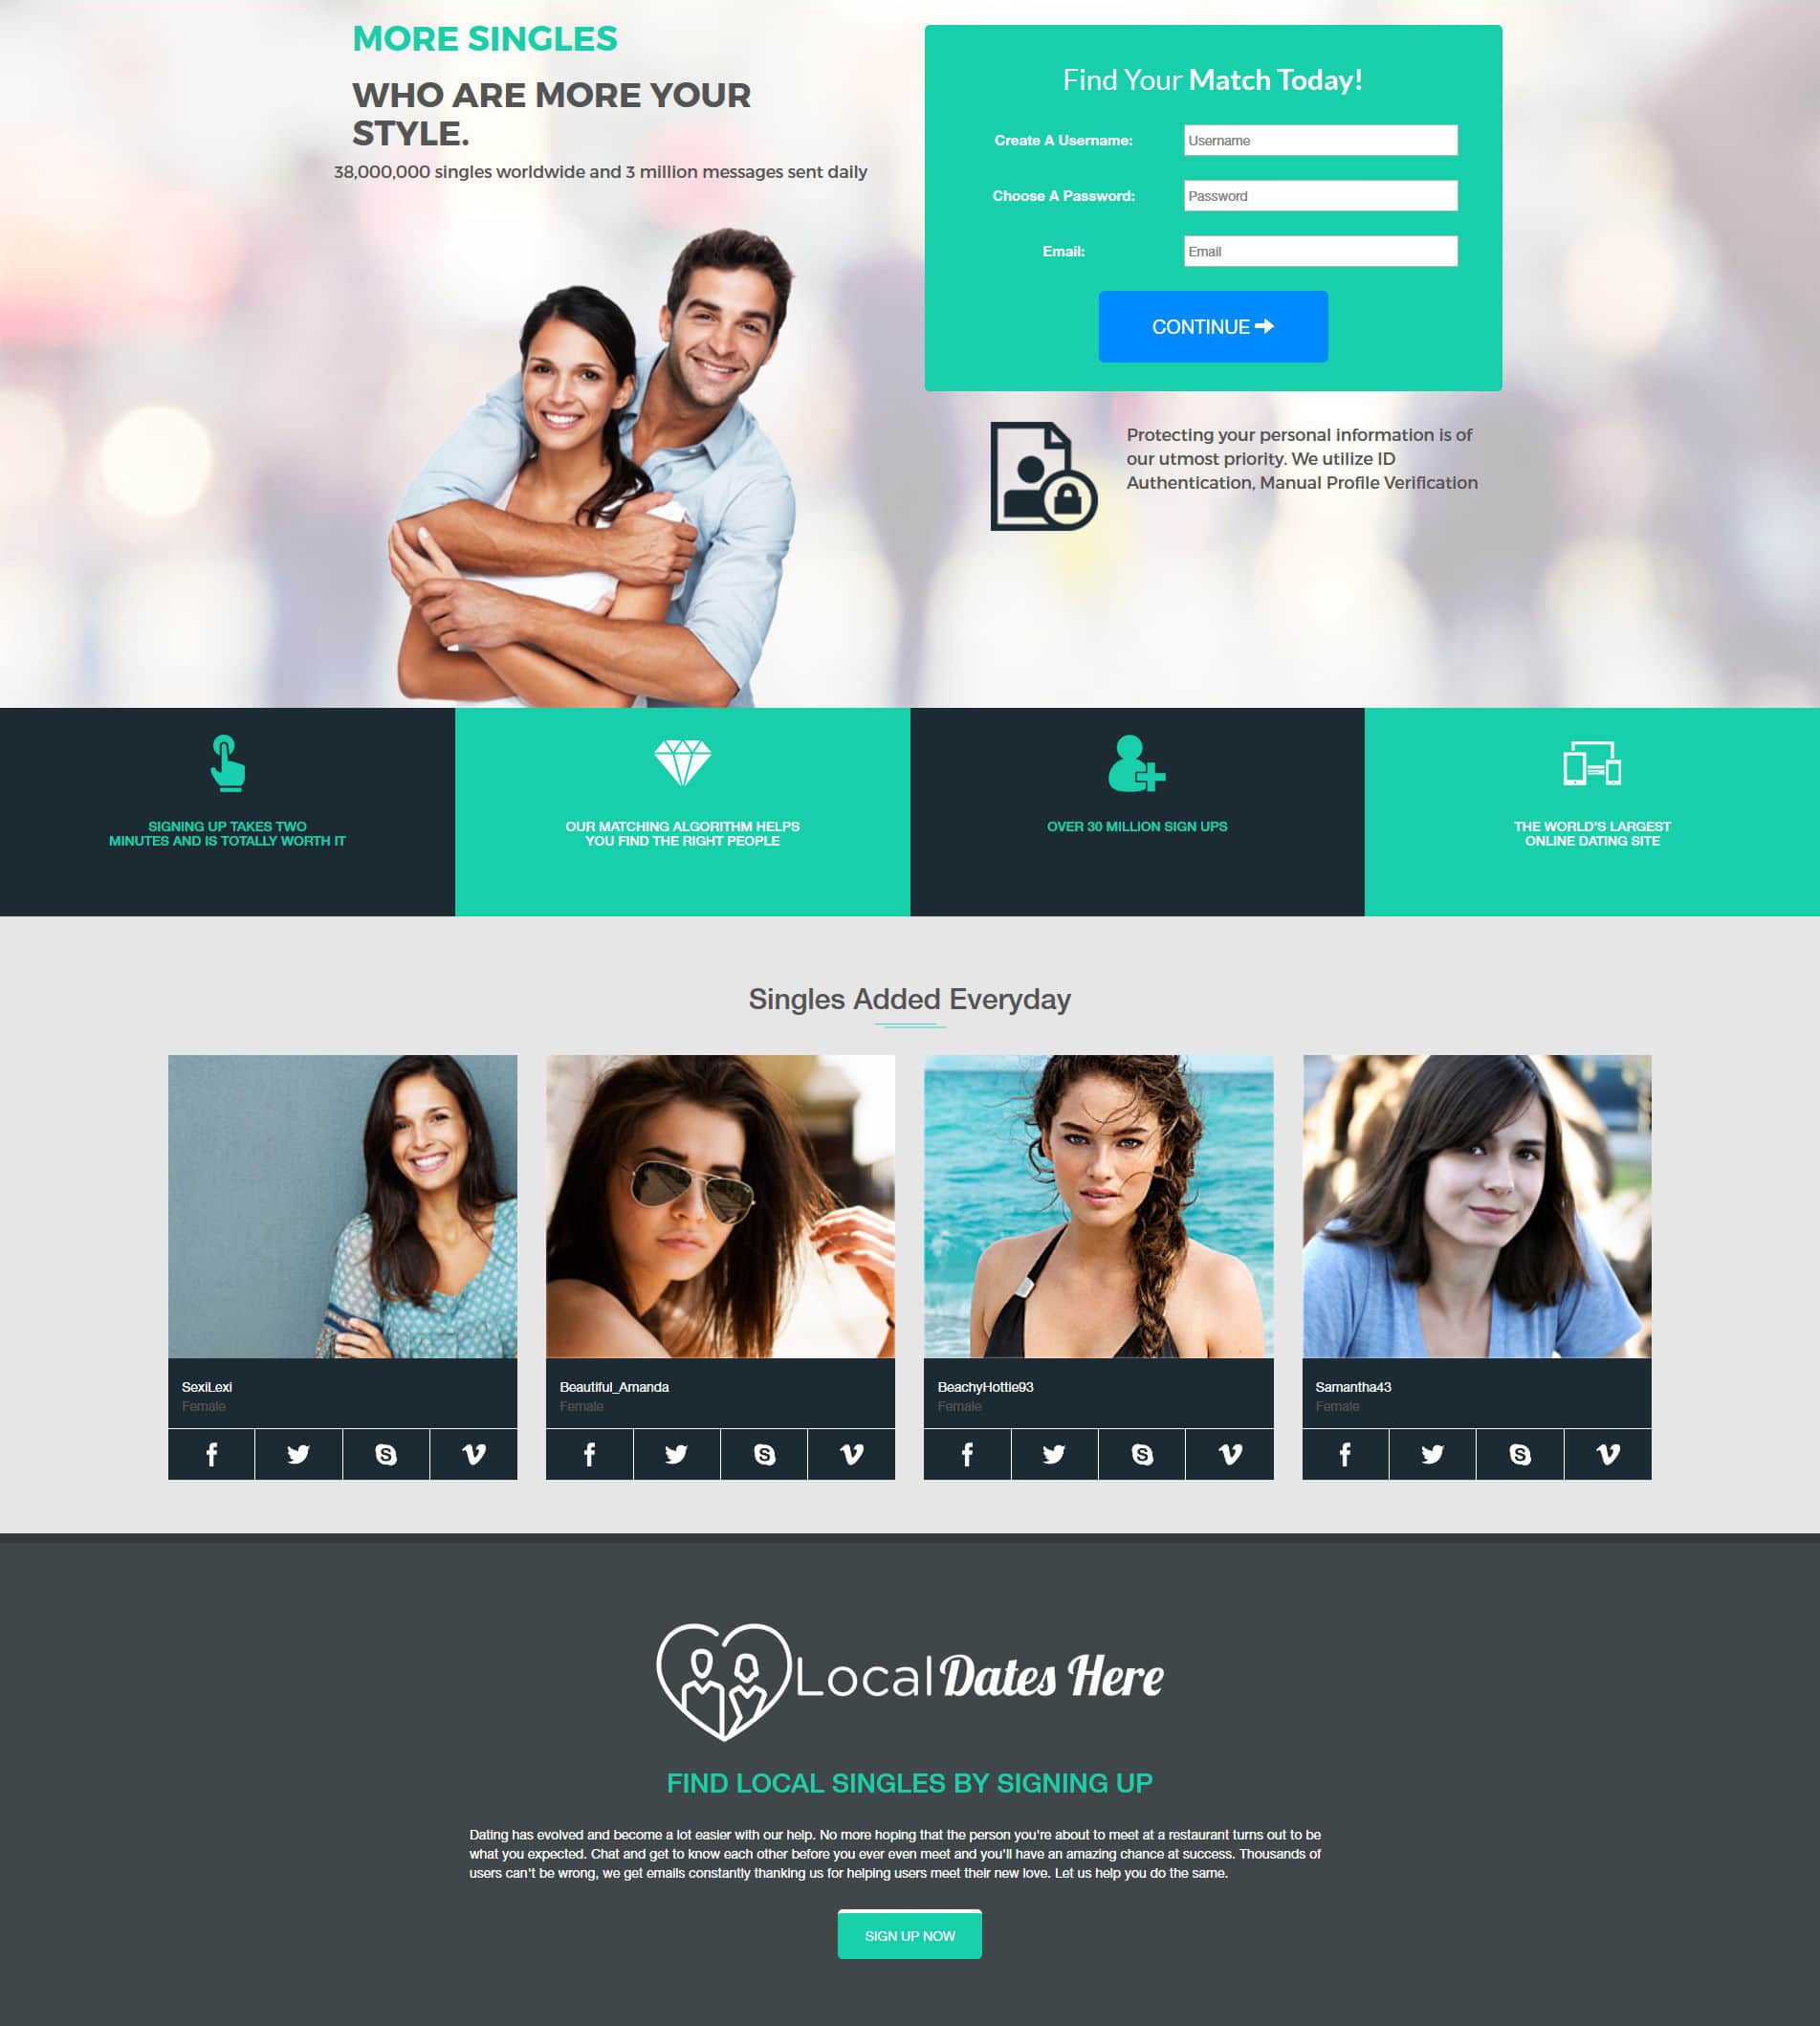 MORE SINGLES
WHO ARE MORE YOUR
STYLE.
38,000,000 singles worldwide and 3 million messages sent daily
Find Your Match Today!
Create A Username:
Username
Choose A Password:
Password
Email:
Email
CONTINUE
Protecting your personal information is of
our utmost priority. We utilize ID
Authentication, Manual Profile Verification
SIGNING UP TAKES TWO
MINUTES AND IS TOTALLY WORTH IT
OUR MATCHING ALGORITHM HELPS
YOU FIND THE RIGHT PEOPLE
OVER 30 MILLION SIGN UPS
THE WORLD'S LARGEST
ONLINE DATING SITE
Singles Added Everyday
SexiLexi
Female
Beautiful_Amanda
Female
BeachyHottie93
Female
Samantha43
Female
Local Dates Here
FIND LOCAL SINGLES BY SIGNING UP
Dating has evolved and become a lot easier with our help. No more hoping that the person you're about to meet at a restaurant turns out to be
what you expected. Chat and get to know each other before you ever even meet and you'll have an amazing chance at success. Thousands of
users can't be wrong, we get emails constantly thanking us for helping users meet their new love. Let us help you do the same.
SIGN UP NOW